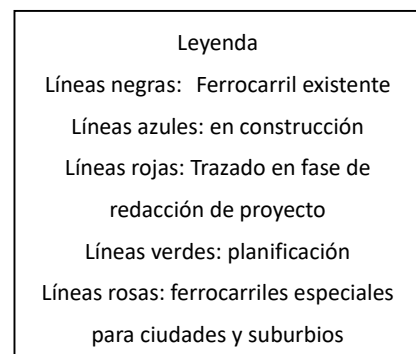 Leyenda
Líneas negras: Ferrocarril existente
Líneas azules: en construcción
Líneas rojas: Trazado en fase de
redacción de proyecto
Líneas verdes: planificación
Líneas rosas: ferrocarriles especiales
para ciudades y suburbios